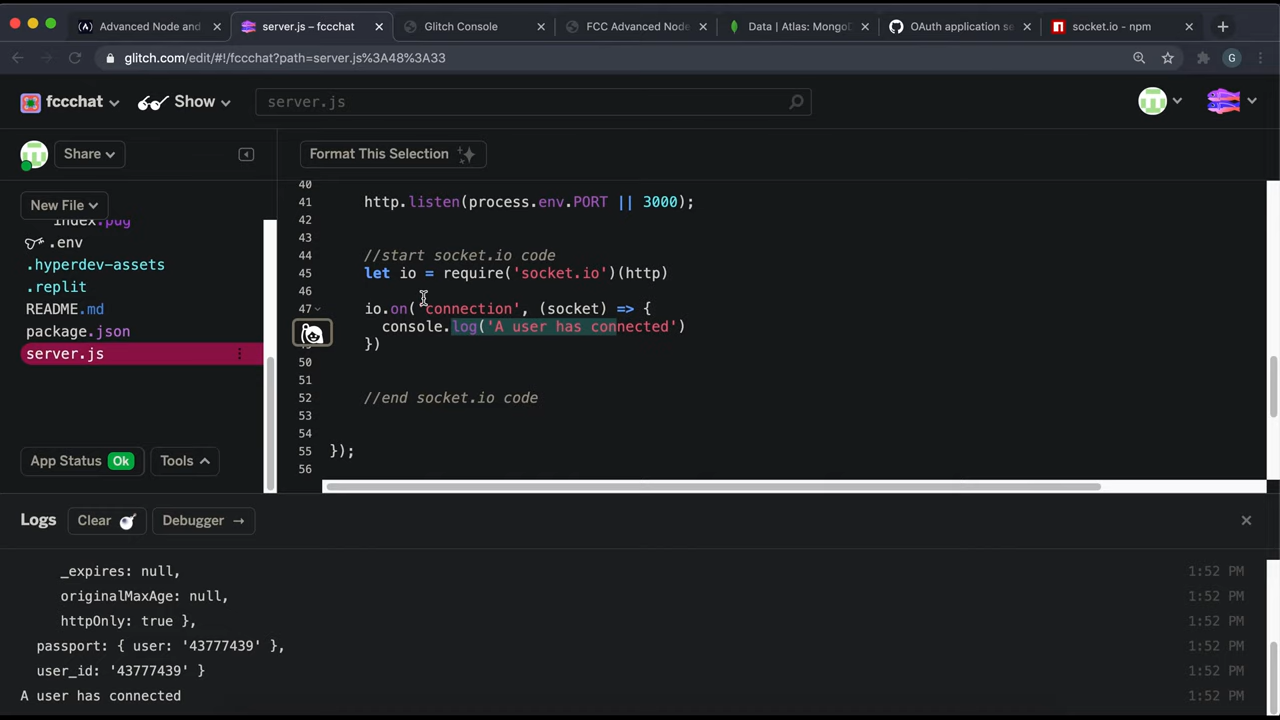 Advanced Node and
server.js – fccchat
Glitch Console
FCC Advanced Node
Data | Atlas: MongoD
OAuth application se
socket.io - npm
glitch.com/edit/#!/fccchat?path=server.js%3A48%3A33
G
fccchat
Show
server.js
Share
Format This Selection
New File
index.pug
.env
.hyperdev-assets
.replit
README.md
package.json
server.js
App Status Ok
Tools
40
41 http.listen(process.env.PORT || 3000);
42
43
44 //start socket.io code
45 let io = require('socket.io')(http)
46
47 io.on('connection', (socket) => {
console.log('A user has connected')
})
50
51
52 //end socket.io code
53
54
55 });
56
Logs
Clear
Debugger →
_expires: null, 1:52 PM
originalMaxAge: null, 1:52 PM
httpOnly: true }, 1:52 PM
passport: { user: '43777439' }, 1:52 PM
user_id: '43777439' } 1:52 PM
A user has connected 1:52 PM